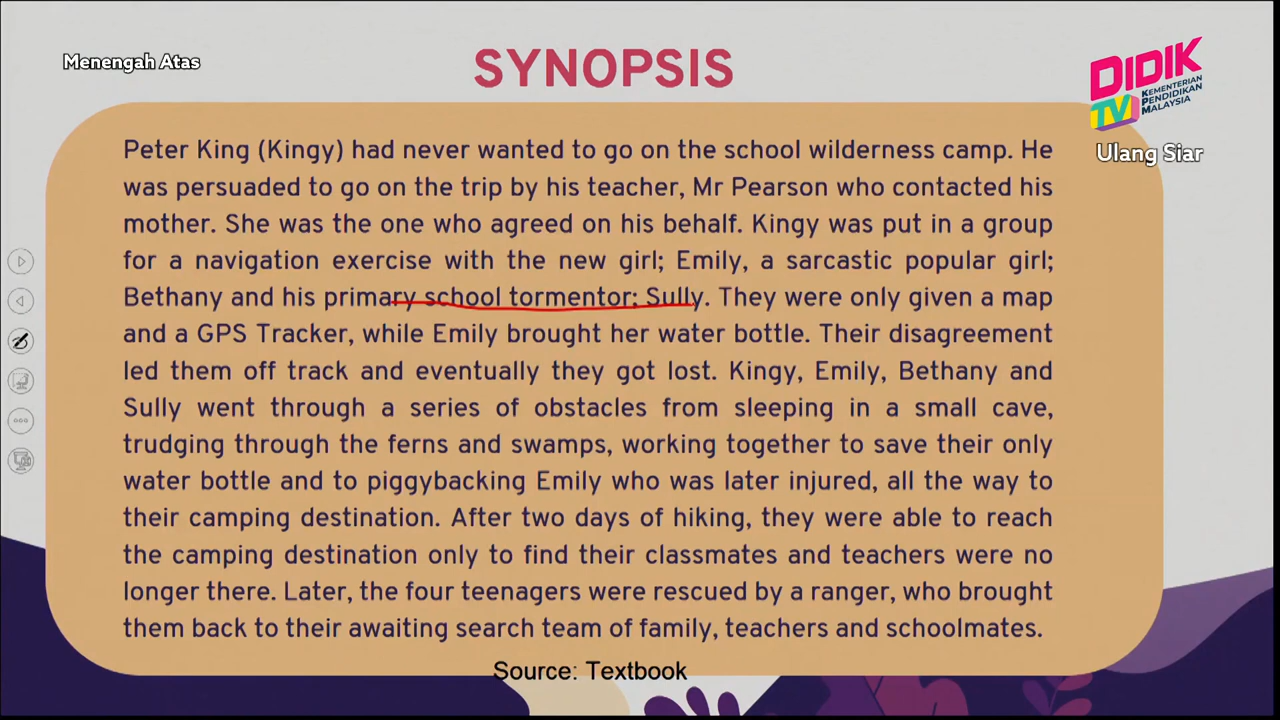 Menengah Atas
SYNOPSIS
DIDIK
TV
KEMENTERIAN
PENDIDIKAN
MALAYSIA
Ulang Siar
Peter King (Kingy) had never wanted to go on the school wilderness camp. He
was persuaded to go on the trip by his teacher, Mr Pearson who contacted his
mother. She was the one who agreed on his behalf. Kingy was put in a group
for a navigation exercise with the new girl; Emily, a sarcastic popular girl;
Bethany and his primary school tormentor; Sully. They were only given a map
and a GPS Tracker, while Emily brought her water bottle. Their disagreement
led them off track and eventually they got lost. Kingy, Emily, Bethany and
Sully went through a series of obstacles from sleeping in a small cave,
trudging through the ferns and swamps, working together to save their only
water bottle and to piggybacking Emily who was later injured, all the way to
their camping destination. After two days of hiking, they were able to reach
the camping destination only to find their classmates and teachers were no
longer there. Later, the four teenagers were rescued by a ranger, who brought
them back to their awaiting search team of family, teachers and schoolmates.
Source: Textbook